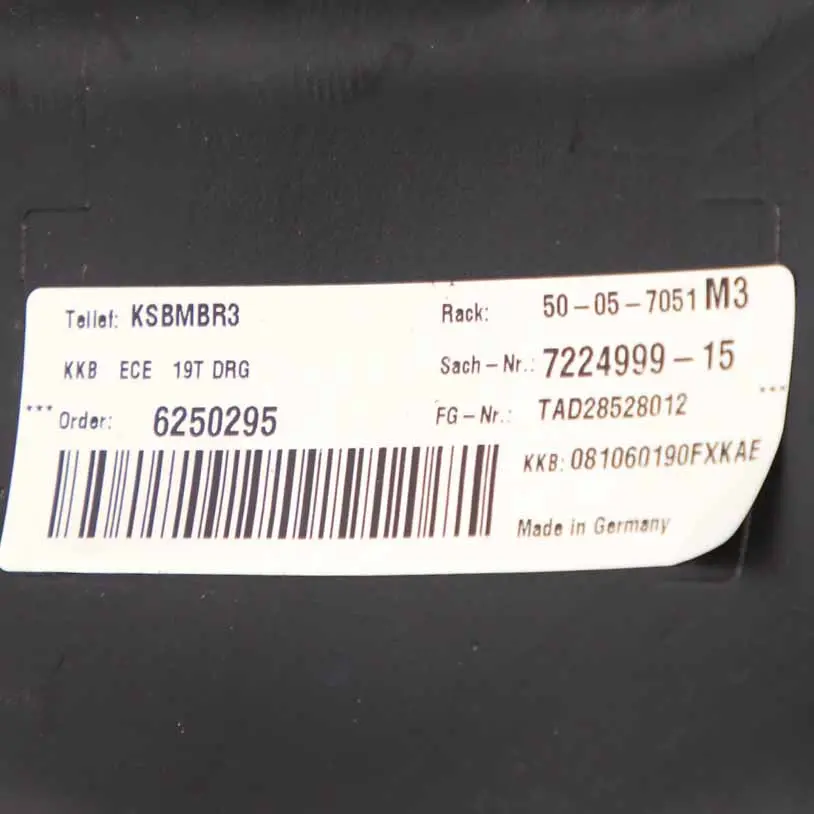 Tellef: KSBMBR3
Rack: 50-05-7051 M3
KKB ECE 19T DRG
Sach-Nr.: 7224999-15
*** Order: 6250295
FG-Nr.: TAD28528012 ***
KKB: 081060190FXKAE
Made in Germany